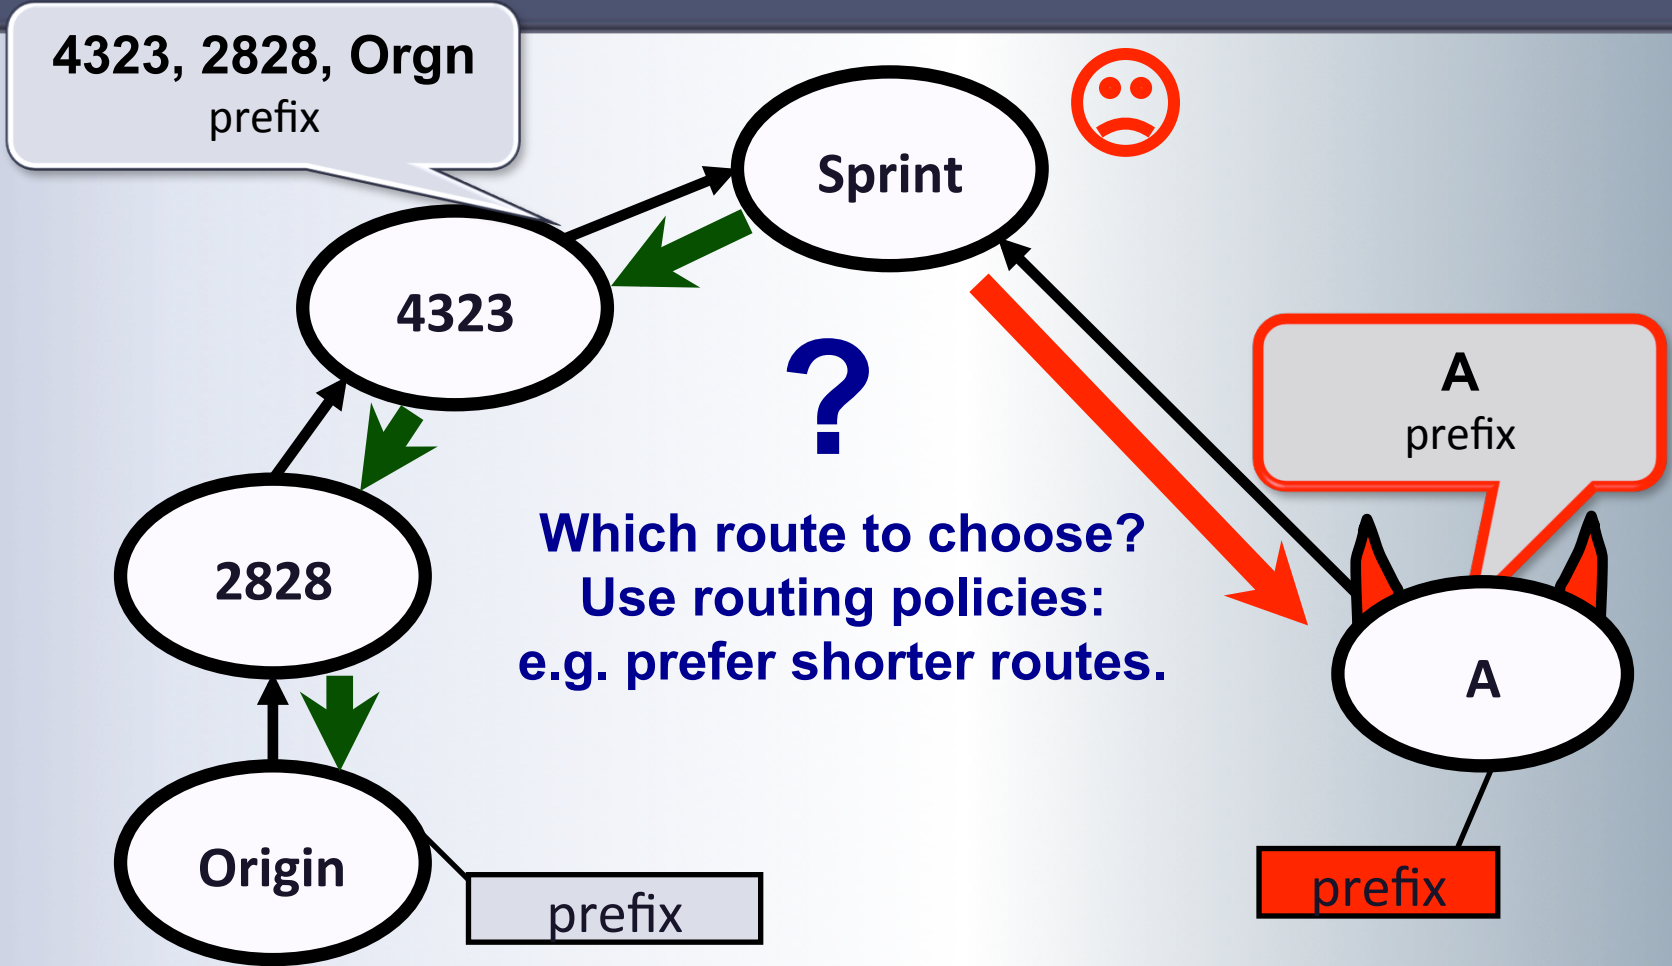 4323, 2828, Orgn
prefix
Sprint
4323
?
A
prefix
Which route to choose?
Use routing policies:
e.g. prefer shorter routes.
2828
A
Origin
prefix
prefix